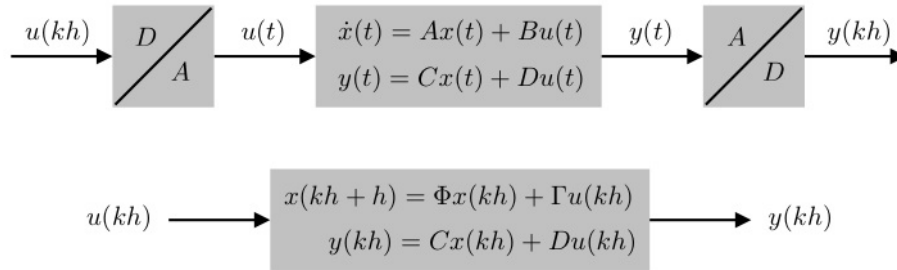 u(kh) D A u(t) ẋ(t) = Ax(t) + Bu(t) y(t) A D y(kh)
y(t) = Cx(t) + Du(t)
u(kh) x(kh + h) = Φx(kh) + Γu(kh) y(kh)
y(kh) = Cx(kh) + Du(kh)